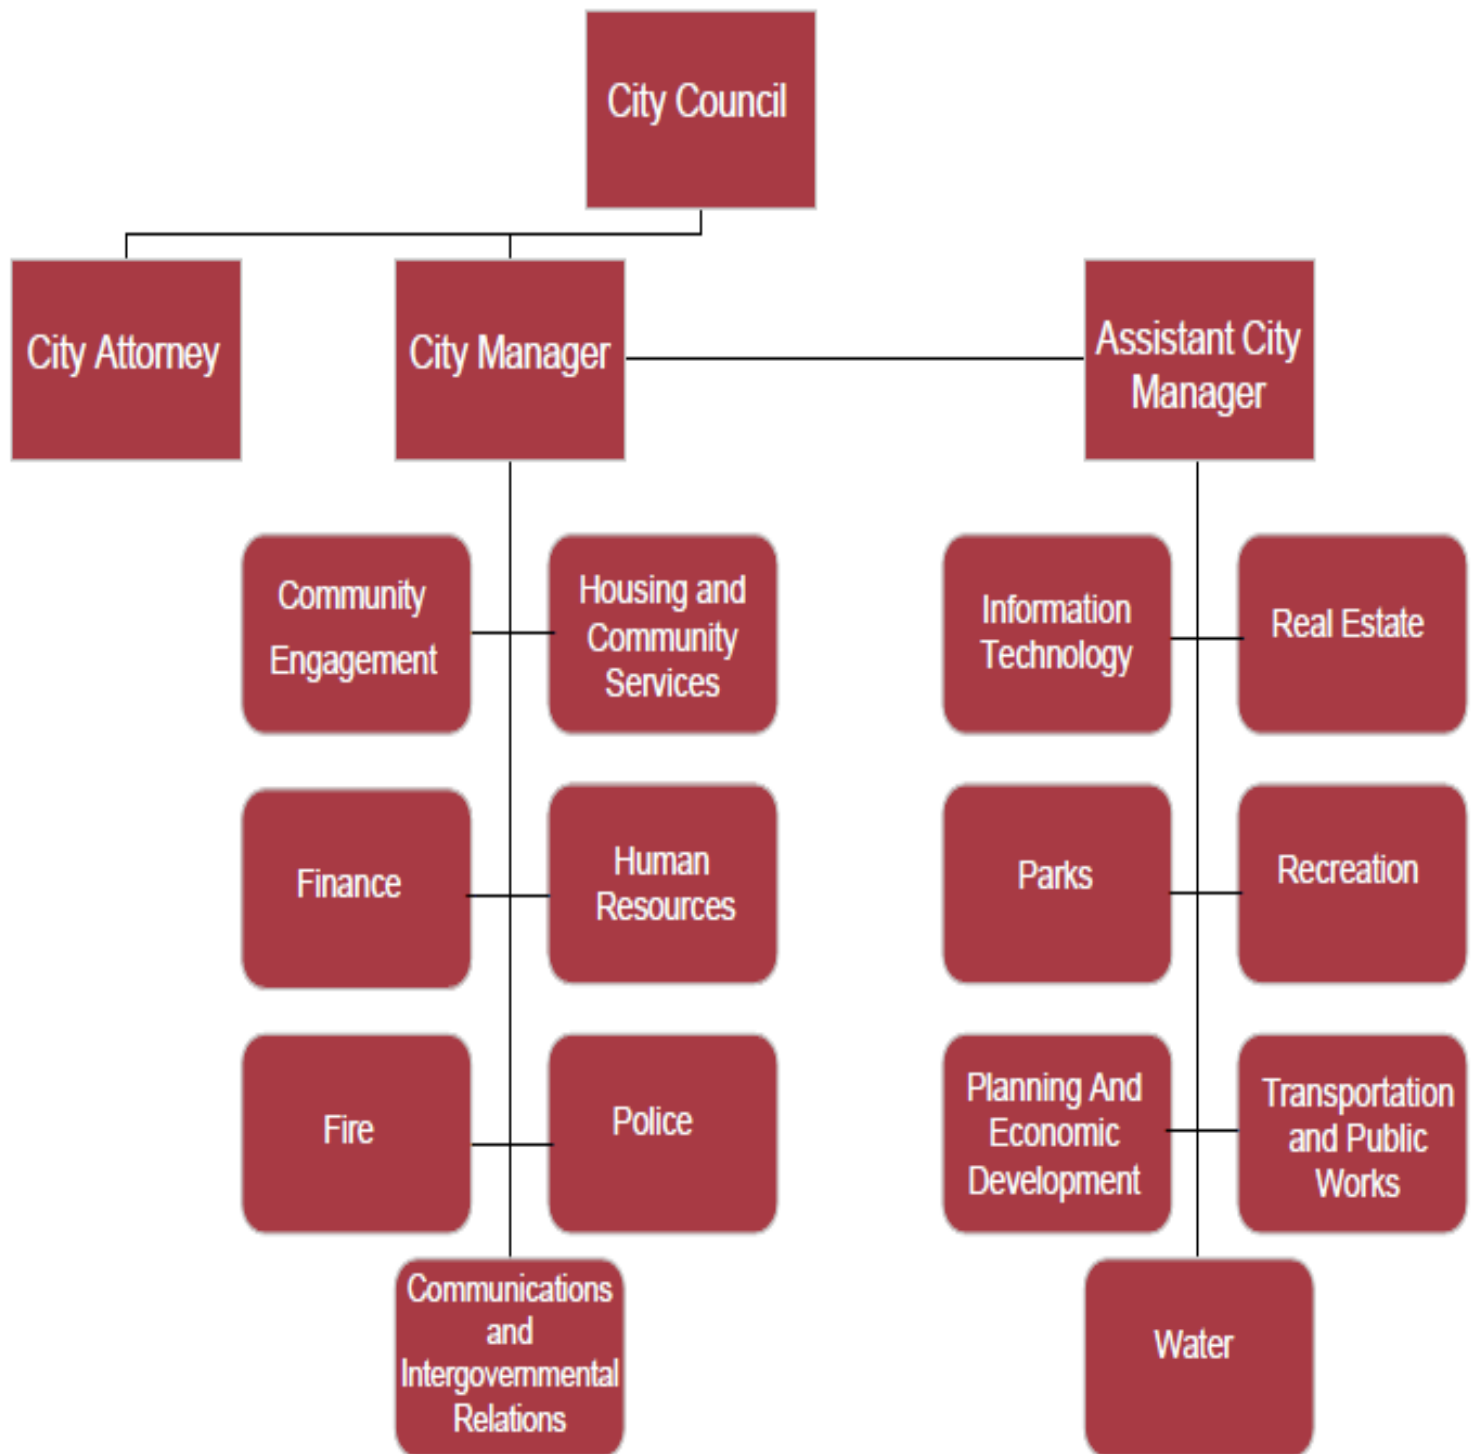 City Council
City Attorney
City Manager
Assistant City
Manager
Community
Engagement
Housing and
Community
Services
Information
Technology
Real Estate
Finance
Human
Resources
Parks
Recreation
Fire
Police
Planning And
Economic
Development
Transportation
and Public
Works
Communications
and
Intergovernmental
Relations
Water